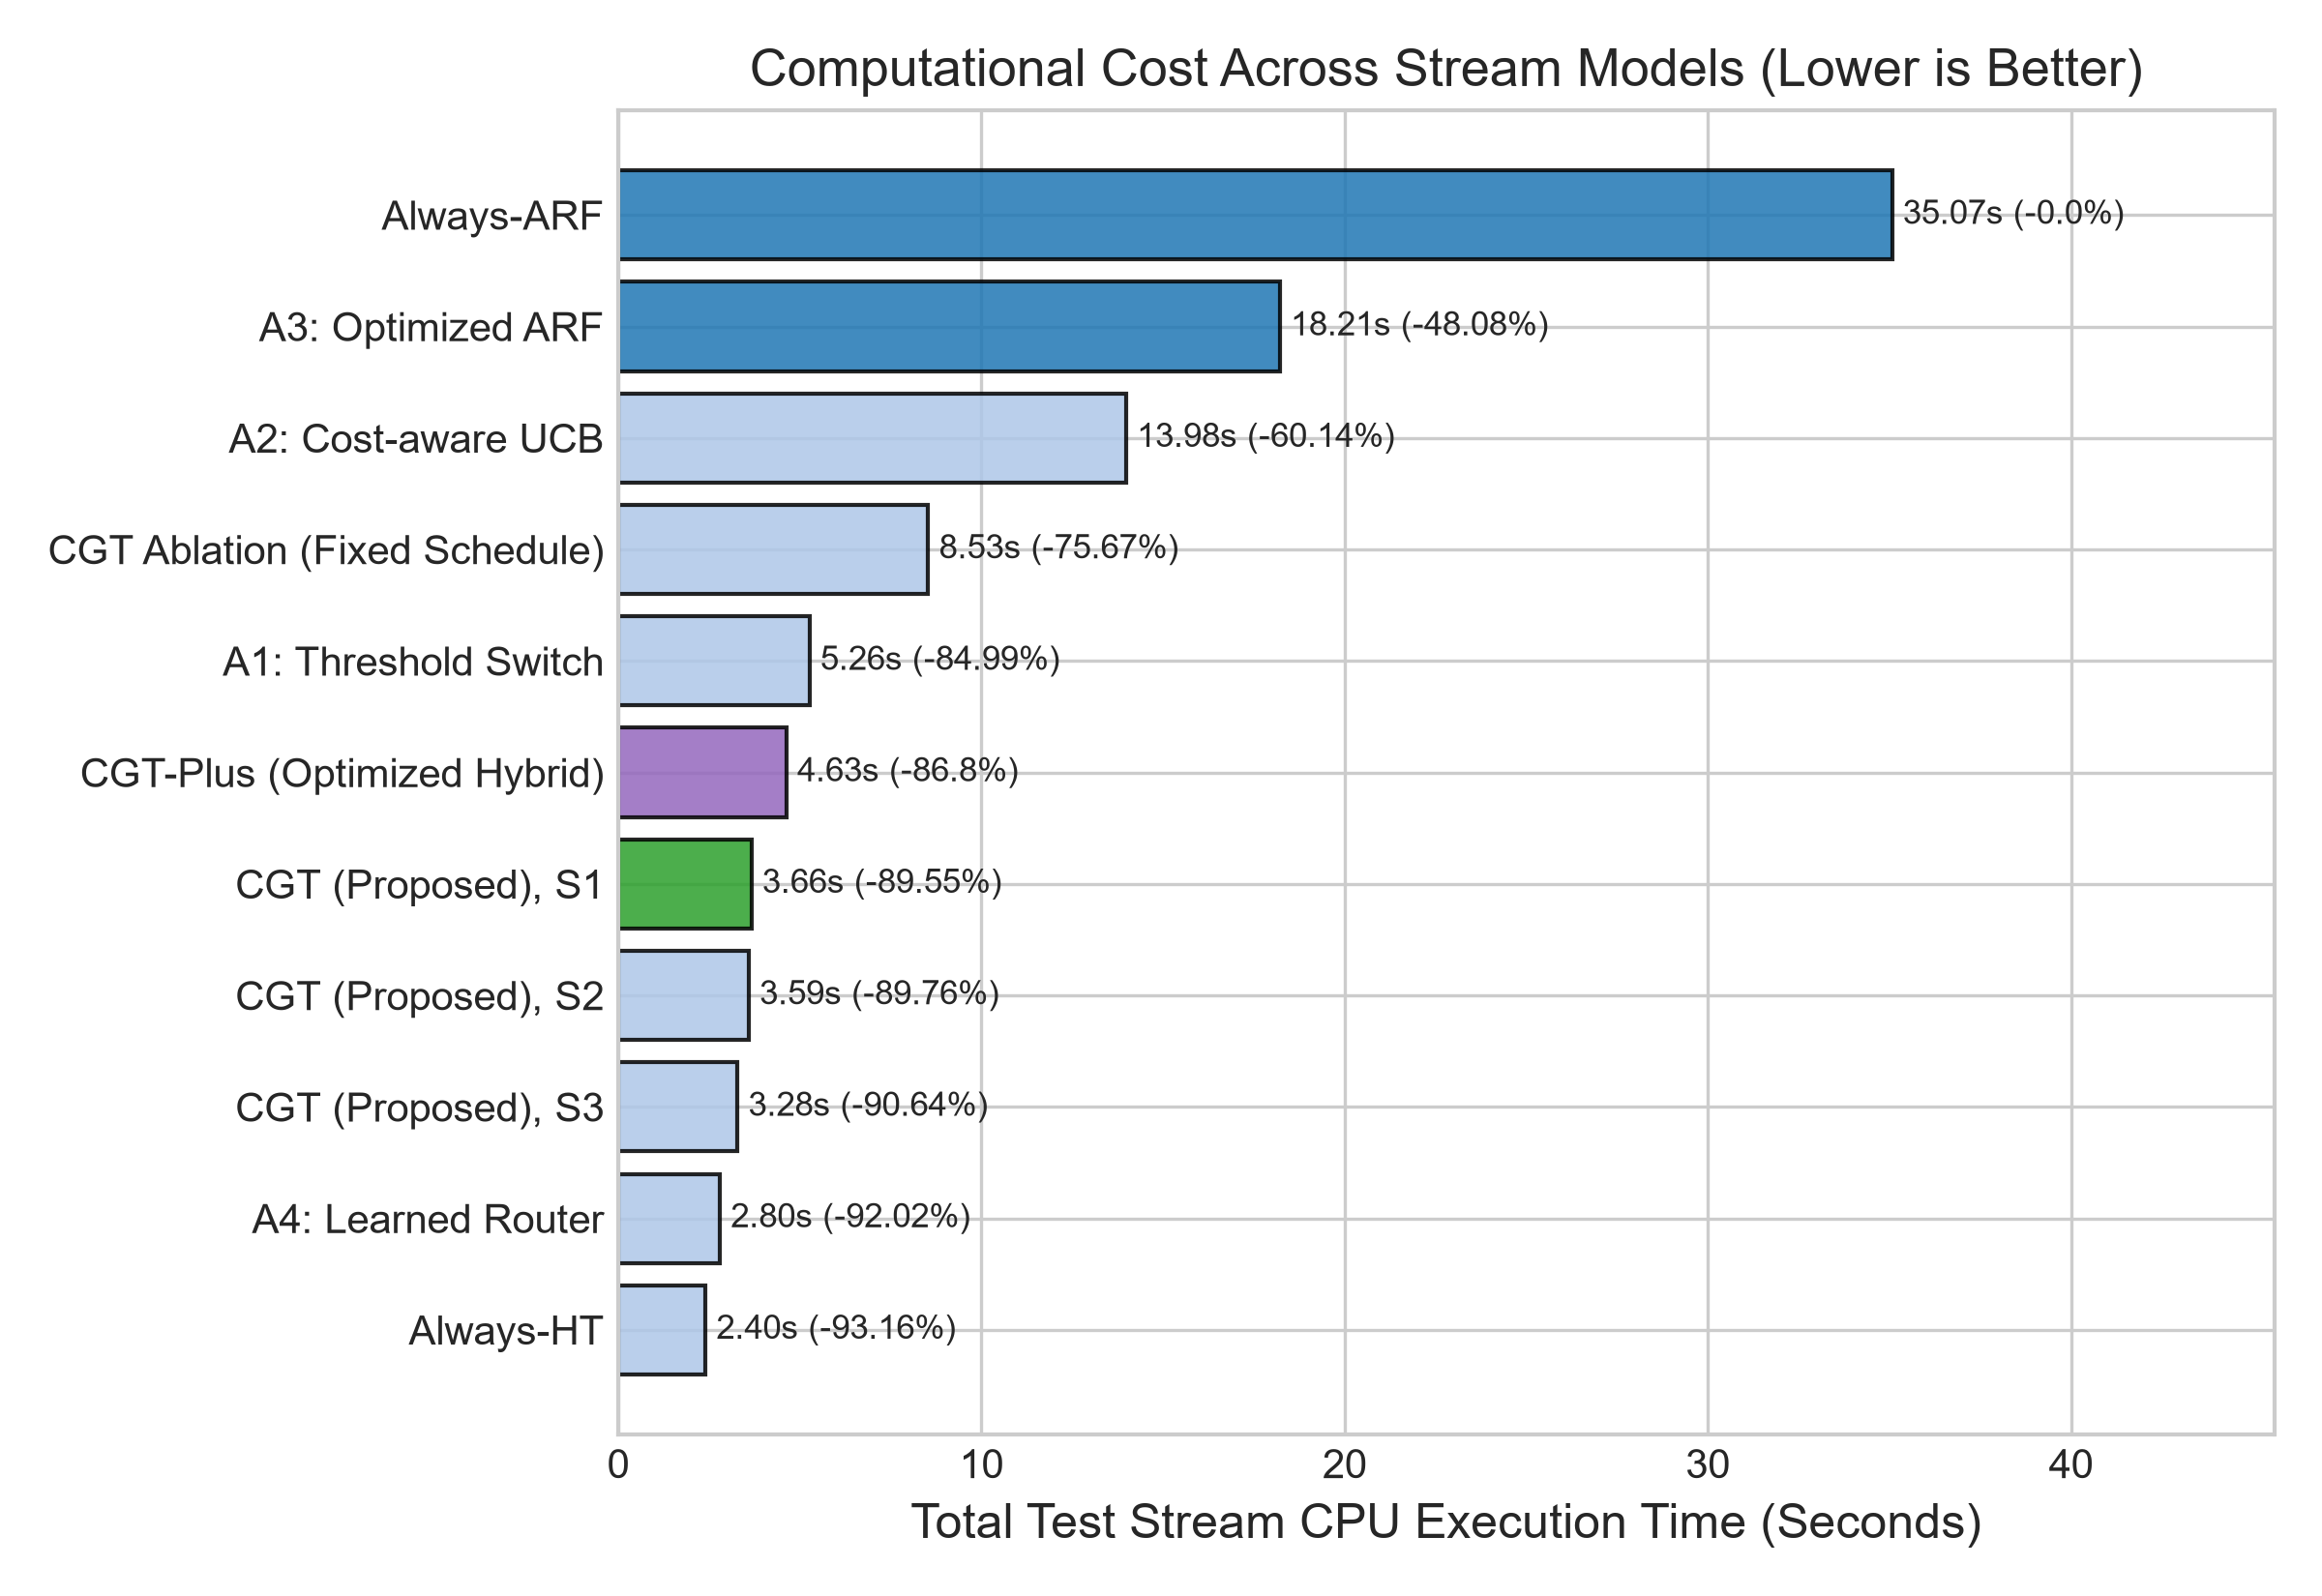 Computational Cost Across Stream Models (Lower is Better)
Always-ARF
35.07s (-0.0%)
A3: Optimized ARF
18.21s (-48.08%)
A2: Cost-aware UCB
13.98s (-60.14%)
CGT Ablation (Fixed Schedule)
8.53s (-75.67%)
A1: Threshold Switch
5.26s (-84.99%)
CGT-Plus (Optimized Hybrid)
4.63s (-86.8%)
CGT (Proposed), S1
3.66s (-89.55%)
CGT (Proposed), S2
3.59s (-89.76%)
CGT (Proposed), S3
3.28s (-90.64%)
A4: Learned Router
2.80s (-92.02%)
Always-HT
2.40s (-93.16%)
0 10 20 30 40
Total Test Stream CPU Execution Time (Seconds)